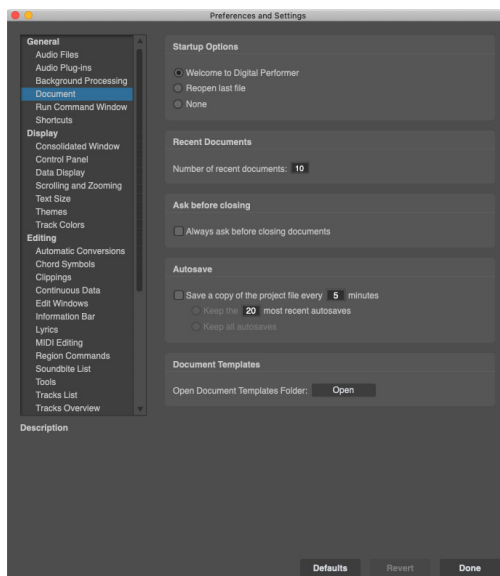 Preferences and Settings
General
Audio Files
Audio Plug-ins
Background Processing
Document
Run Command Window
Shortcuts
Display
Consolidated Window
Control Panel
Data Display
Scrolling and Zooming
Text Size
Themes
Track Colors
Editing
Automatic Conversions
Chord Symbols
Clippings
Continuous Data
Edit Windows
Information Bar
Lyrics
MIDI Editing
Region Commands
Soundbite List
Tools
Tracks List
Tracks Overview
Description
Startup Options
Welcome to Digital Performer
Reopen last file
None
Recent Documents
Number of recent documents: 10
Ask before closing
Always ask before closing documents
Autosave
Save a copy of the project file every 5 minutes
Keep the 20 most recent autosaves
Keep all autosaves
Document Templates
Open Document Templates Folder: Open
Defaults Revert Done